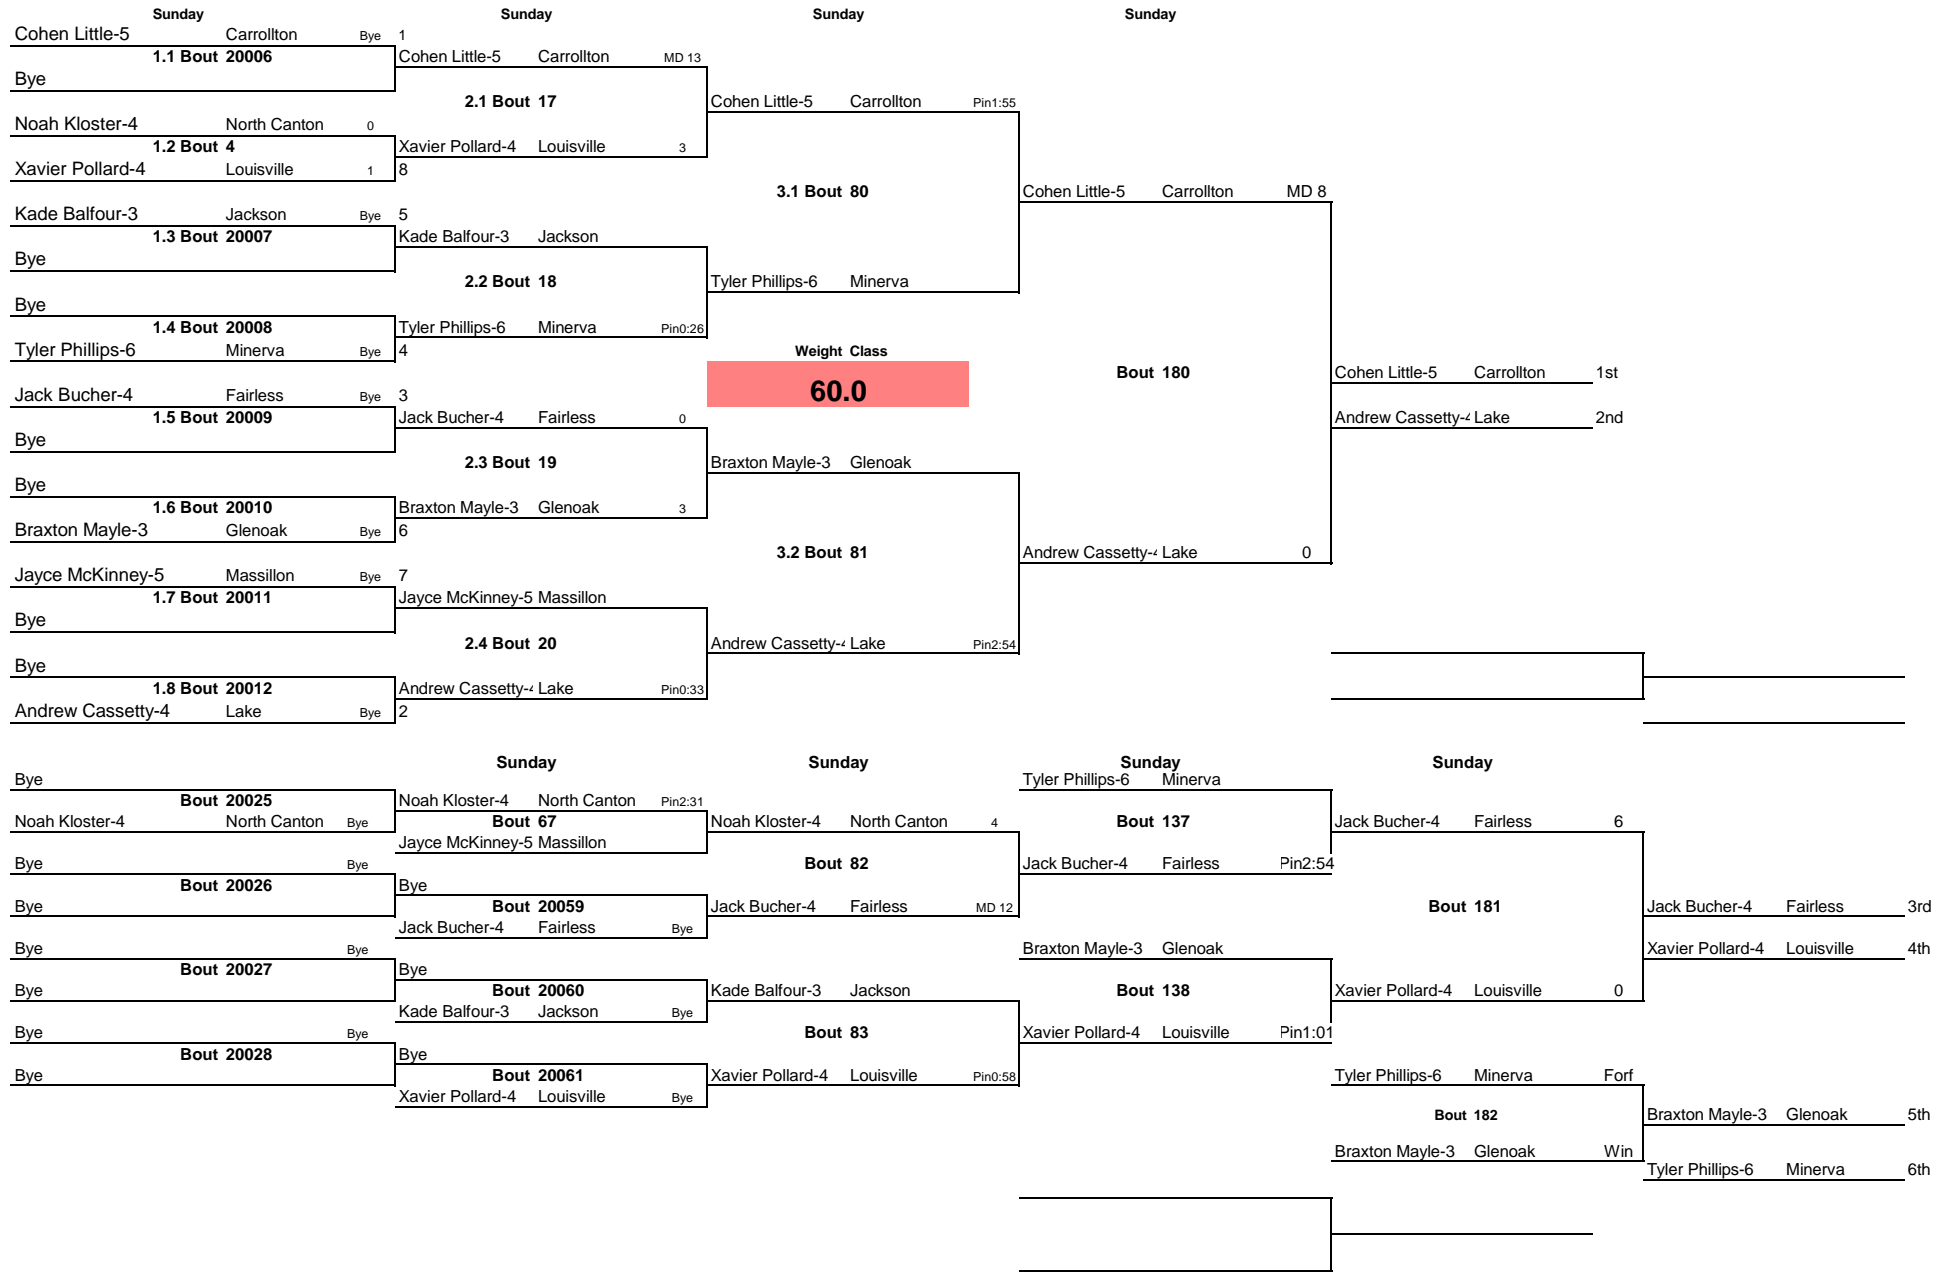 Sunday Sunday Sunday Sunday
Cohen Little-5 Carrollton Bye 1
1.1 Bout 20006 Cohen Little-5 Carrollton MD 13
Bye
2.1 Bout 17 Cohen Little-5 Carrollton Pin1:55
Noah Kloster-4 North Canton 0
1.2 Bout 4 Xavier Pollard-4 Louisville 3
Xavier Pollard-4 Louisville 1 8
3.1 Bout 80 Cohen Little-5 Carrollton MD 8
Kade Balfour-3 Jackson Bye 5
1.3 Bout 20007 Kade Balfour-3 Jackson
Bye
2.2 Bout 18 Tyler Phillips-6 Minerva
Bye
1.4 Bout 20008 Tyler Phillips-6 Minerva Pin0:26
Tyler Phillips-6 Minerva Bye 4 Weight Class
Bout 180 Cohen Little-5 Carrollton 1st
Jack Bucher-4 Fairless Bye 3 60.0
1.5 Bout 20009 Jack Bucher-4 Fairless 0 Andrew Cassetty-4 Lake 2nd
Bye
2.3 Bout 19 Braxton Mayle-3 Glenoak
Bye
1.6 Bout 20010 Braxton Mayle-3 Glenoak 3
Braxton Mayle-3 Glenoak Bye 6
3.2 Bout 81 Andrew Cassetty-4 Lake 0
Jayce McKinney-5 Massillon Bye 7
1.7 Bout 20011 Jayce McKinney-5 Massillon
Bye
2.4 Bout 20 Andrew Cassetty-4 Lake Pin2:54
Bye
1.8 Bout 20012 Andrew Cassetty-4 Lake Pin0:33
Andrew Cassetty-4 Lake Bye 2
Sunday Sunday Sunday Sunday
Bye Tyler Phillips-6 Minerva
Bout 20025 Noah Kloster-4 North Canton Pin2:31
Noah Kloster-4 North Canton Bye Bout 67 Noah Kloster-4 North Canton 4 Bout 137 Jack Bucher-4 Fairless 6
Jayce McKinney-5 Massillon
Bye Bye Bout 82 Jack Bucher-4 Fairless Pin2:54
Bout 20026 Bye
Bye Bout 20059 Jack Bucher-4 Fairless MD 12 Bout 181 Jack Bucher-4 Fairless 3rd
Jack Bucher-4 Fairless Bye
Bye Bye Braxton Mayle-3 Glenoak Xavier Pollard-4 Louisville 4th
Bout 20027 Bye
Bye Bout 20060 Kade Balfour-3 Jackson Bout 138 Xavier Pollard-4 Louisville 0
Kade Balfour-3 Jackson Bye
Bye Bye Bout 83 Xavier Pollard-4 Louisville Pin1:01
Bout 20028 Bye
Bye Bout 20061 Xavier Pollard-4 Louisville Pin0:58 Tyler Phillips-6 Minerva Forf
Xavier Pollard-4 Louisville Bye
Bout 182 Braxton Mayle-3 Glenoak 5th
Braxton Mayle-3 Glenoak Win
Tyler Phillips-6 Minerva 6th